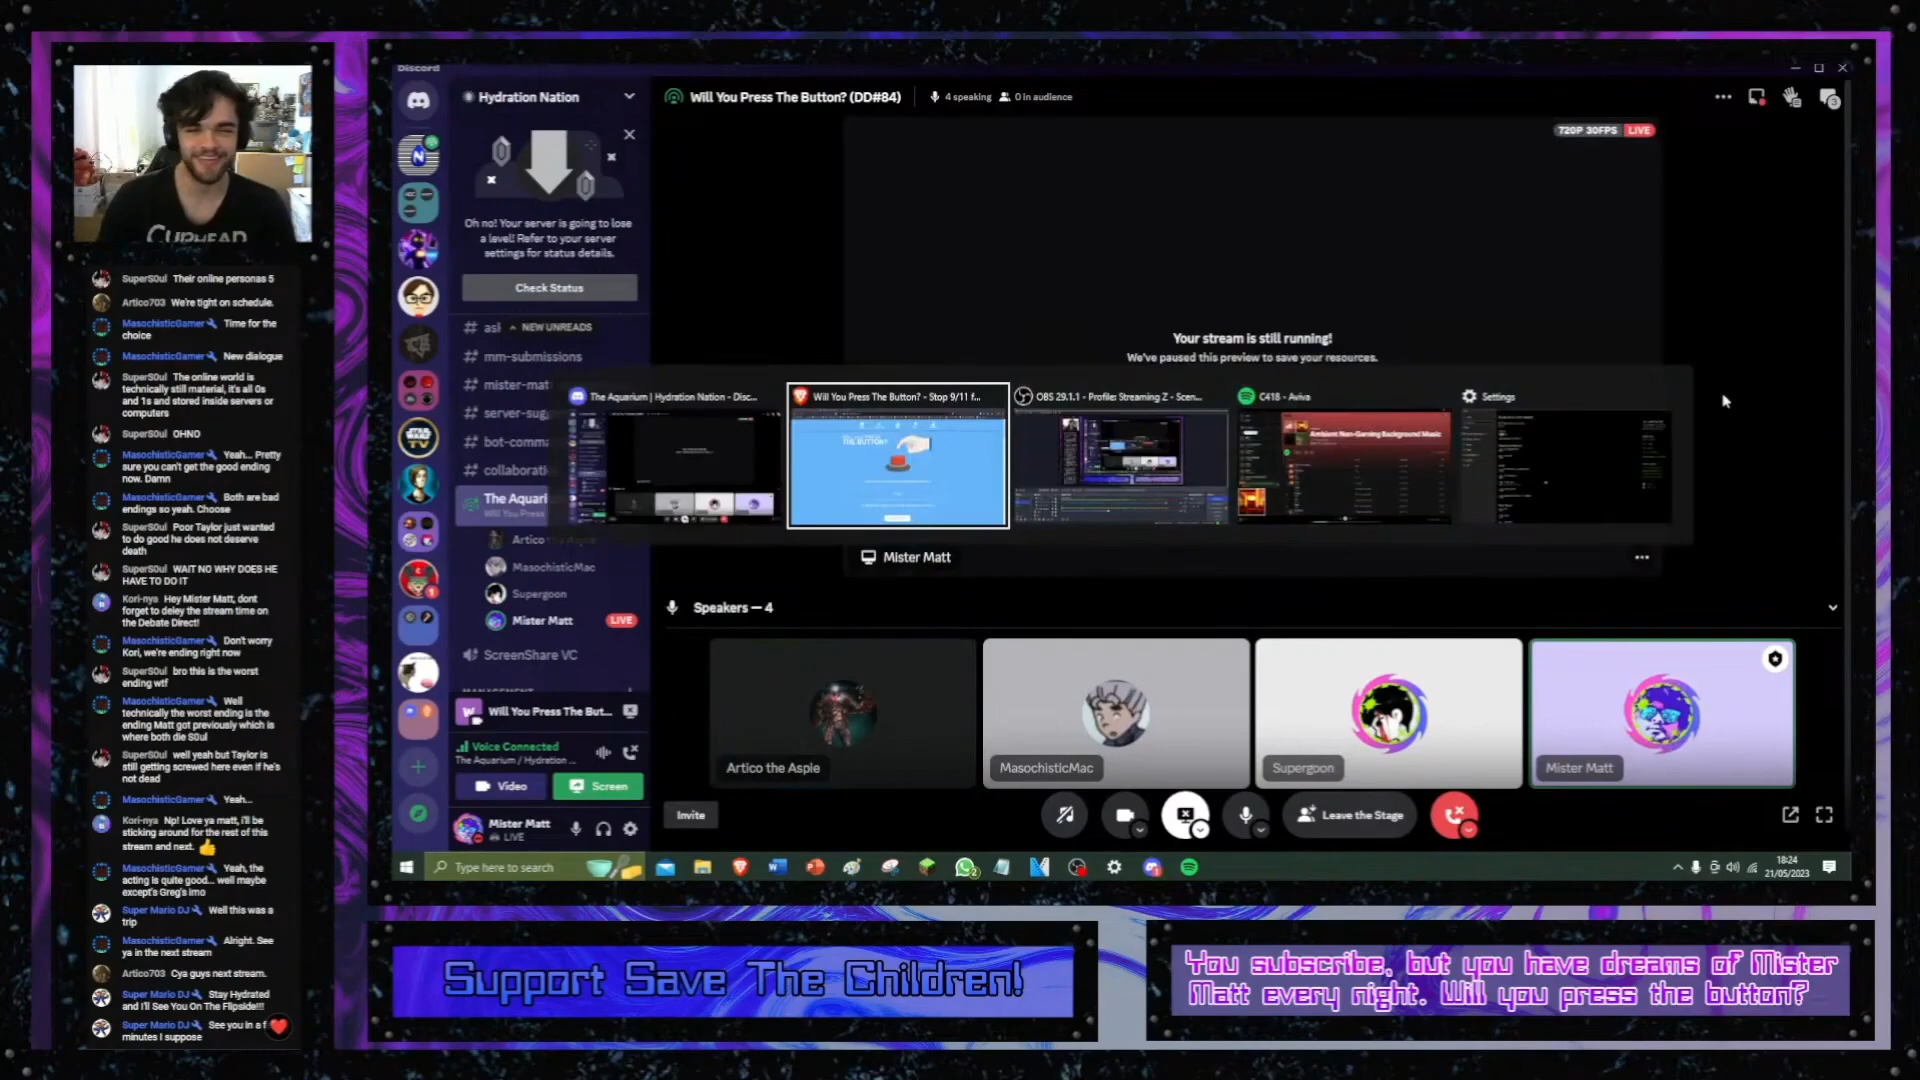 CUPHEAD
SuperS0ul Their online personas 5
Artico703 We're tight on schedule.
MasochisticGamer Time for the
choice
MasochisticGamer New dialogue
SuperS0ul The online world is
technically still material, it's all 0s
and 1s and stored inside servers or
computers
SuperS0ul OHNO
MasochisticGamer Yeah... Pretty
sure you can't get the good ending
now. Damn
MasochisticGamer Both are bad
endings so yeah. Choose
SuperS0ul Poor Taylor just wanted
to do good he does not deserve
death
SuperS0ul WAIT NO WHY DOES HE
HAVE TO DO IT
Kori-nya Hey Mister Matt, dont
forget to deley the stream time on
the Debate Direct!
MasochisticGamer Don't worry
Kori, we're ending right now
SuperS0ul bro this is the worst
ending wtf
MasochisticGamer Well
technically the worst ending is the
ending Matt got previously which is
where both die S0ul
SuperS0ul well yeah but Taylor is
still getting screwed here even if he's
not dead
MasochisticGamer Yeah...
Kori-nya Np! Love ya matt, i'll be
sticking around for the rest of this
stream and next. 👍
MasochisticGamer Yeah, the
acting is quite good... well maybe
except's Greg's imo
Super Mario DJ Well this was a
trip
MasochisticGamer Alright. See
ya in the next stream
Artico703 Cya guys next stream.
Super Mario DJ Stay Hydrated
and I'll See You On The Flipside!!!
Super Mario DJ See you in a f
minutes I suppose
Discord
Hydration Nation
Oh no! Your server is going to lose
a level! Refer to your server
settings for status details.
Check Status
# asl NEW UNREADS
# mm-submissions
# mister-mat
# server-sug
# bot-comma
# collaborati
The Aquari
Will You Press
Artico the Aspie
MasochisticMac
Supergoon
Mister Matt LIVE
ScreenShare VC
MANAGEMENT
Will You Press The But...
Voice Connected
The Aquarium / Hydration ...
Video Screen
Mister Matt
LIVE
Will You Press The Button? (DD#84) 4 speaking 0 in audience
720P 30FPS LIVE
Your stream is still running!
We've paused this preview to save your resources.
The Aquarium | Hydration Nation - Disc...
Will You Press The Button? - Stop 9/11 f...
OBS 29.1.1 - Profile: Streaming Z - Scen...
C418 - Aviva
Settings
THE BUTTON?
Ambient Non-Gaming Background Music
Mister Matt
Speakers — 4
Artico the Aspie
MasochisticMac
Supergoon
Mister Matt
Invite
Leave the Stage
Type here to search
18:24
21/05/2023
Support Save The Children!
You subscribe, but you have dreams of Mister
Matt every night. Will you press the button?